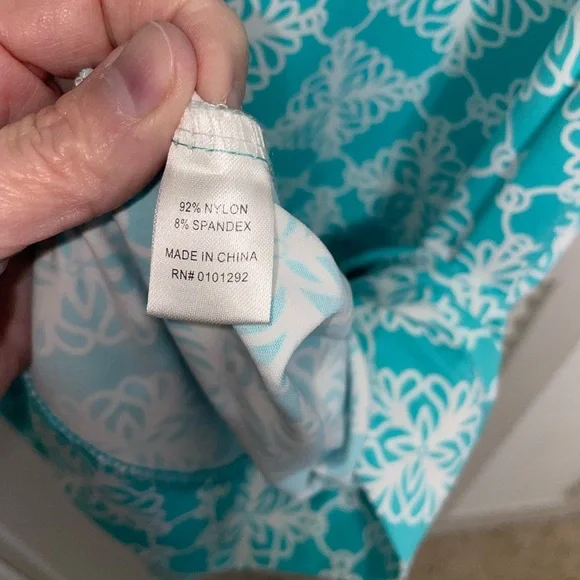 92% NYLON
8% SPANDEX
MADE IN CHINA
RN# 0101292